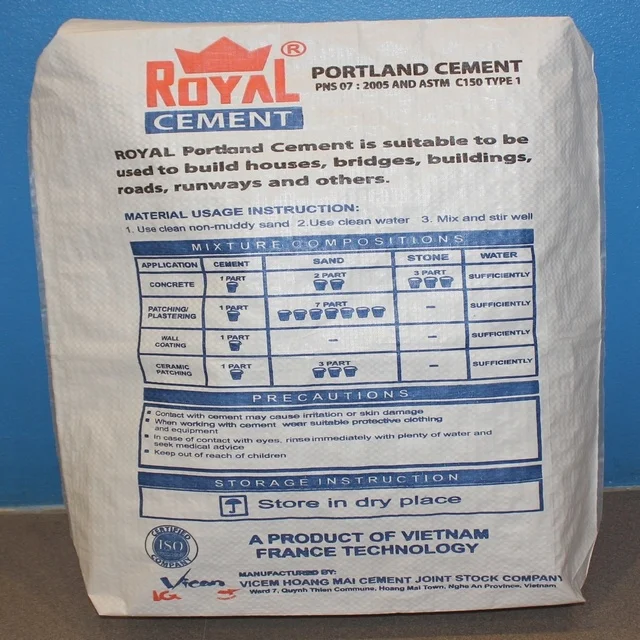 ROYAL ®
CEMENT
PORTLAND CEMENT
PNS 07 : 2005 AND ASTM C150 TYPE 1
ROYAL Portland Cement is suitable to be
used to build houses, bridges, buildings,
roads, runways and others.
MATERIAL USAGE INSTRUCTION:
1. Use clean non-muddy sand 2.Use clean water 3. Mix and stir well
MIXTURE COMPOSITIONS
APPLICATION CEMENT SAND STONE WATER
CONCRETE 1 PART 2 PART 3 PART SUFFICIENTLY
PATCHING/
PLASTERING 1 PART 7 PART – SUFFICIENTLY
WALL
COATING 1 PART – – SUFFICIENTLY
CERAMIC
PATCHING 1 PART 3 PART – SUFFICIENTLY
PRECAUTIONS
▪ Contact with cement may cause irritation or skin damage
▪ When working with cement wear suitable protective clothing
and equipment
▪ In case of contact with eyes, rinse immediately with plenty of water and
seek medical advice
▪ Keep out of reach of children
STORAGE INSTRUCTION
Store in dry place
CERTIFIED
ISO
COMPANY
A PRODUCT OF VIETNAM
FRANCE TECHNOLOGY
Vicem
MANUFACTURED BY:
VICEM HOANG MAI CEMENT JOINT STOCK COMPANY
Ward 7, Quynh Thien Commune, Hoang Mai Town, Nghe An Province, Vietnam